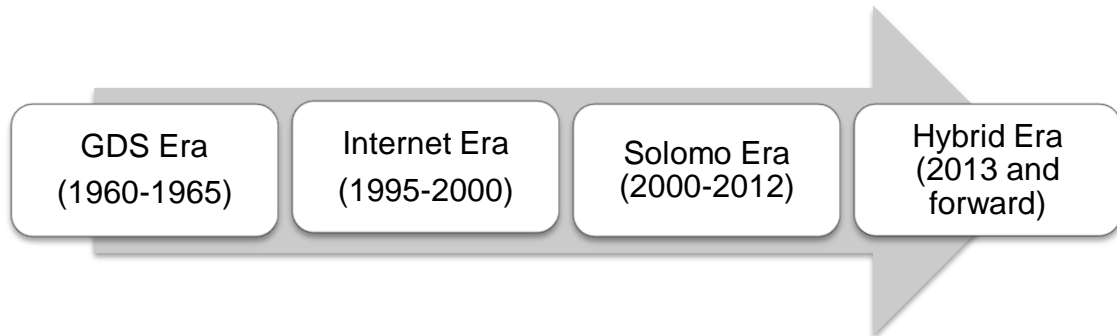 GDS Era
(1960-1965)
Internet Era
(1995-2000)
Solomo Era
(2000-2012)
Hybrid Era
(2013 and
forward)